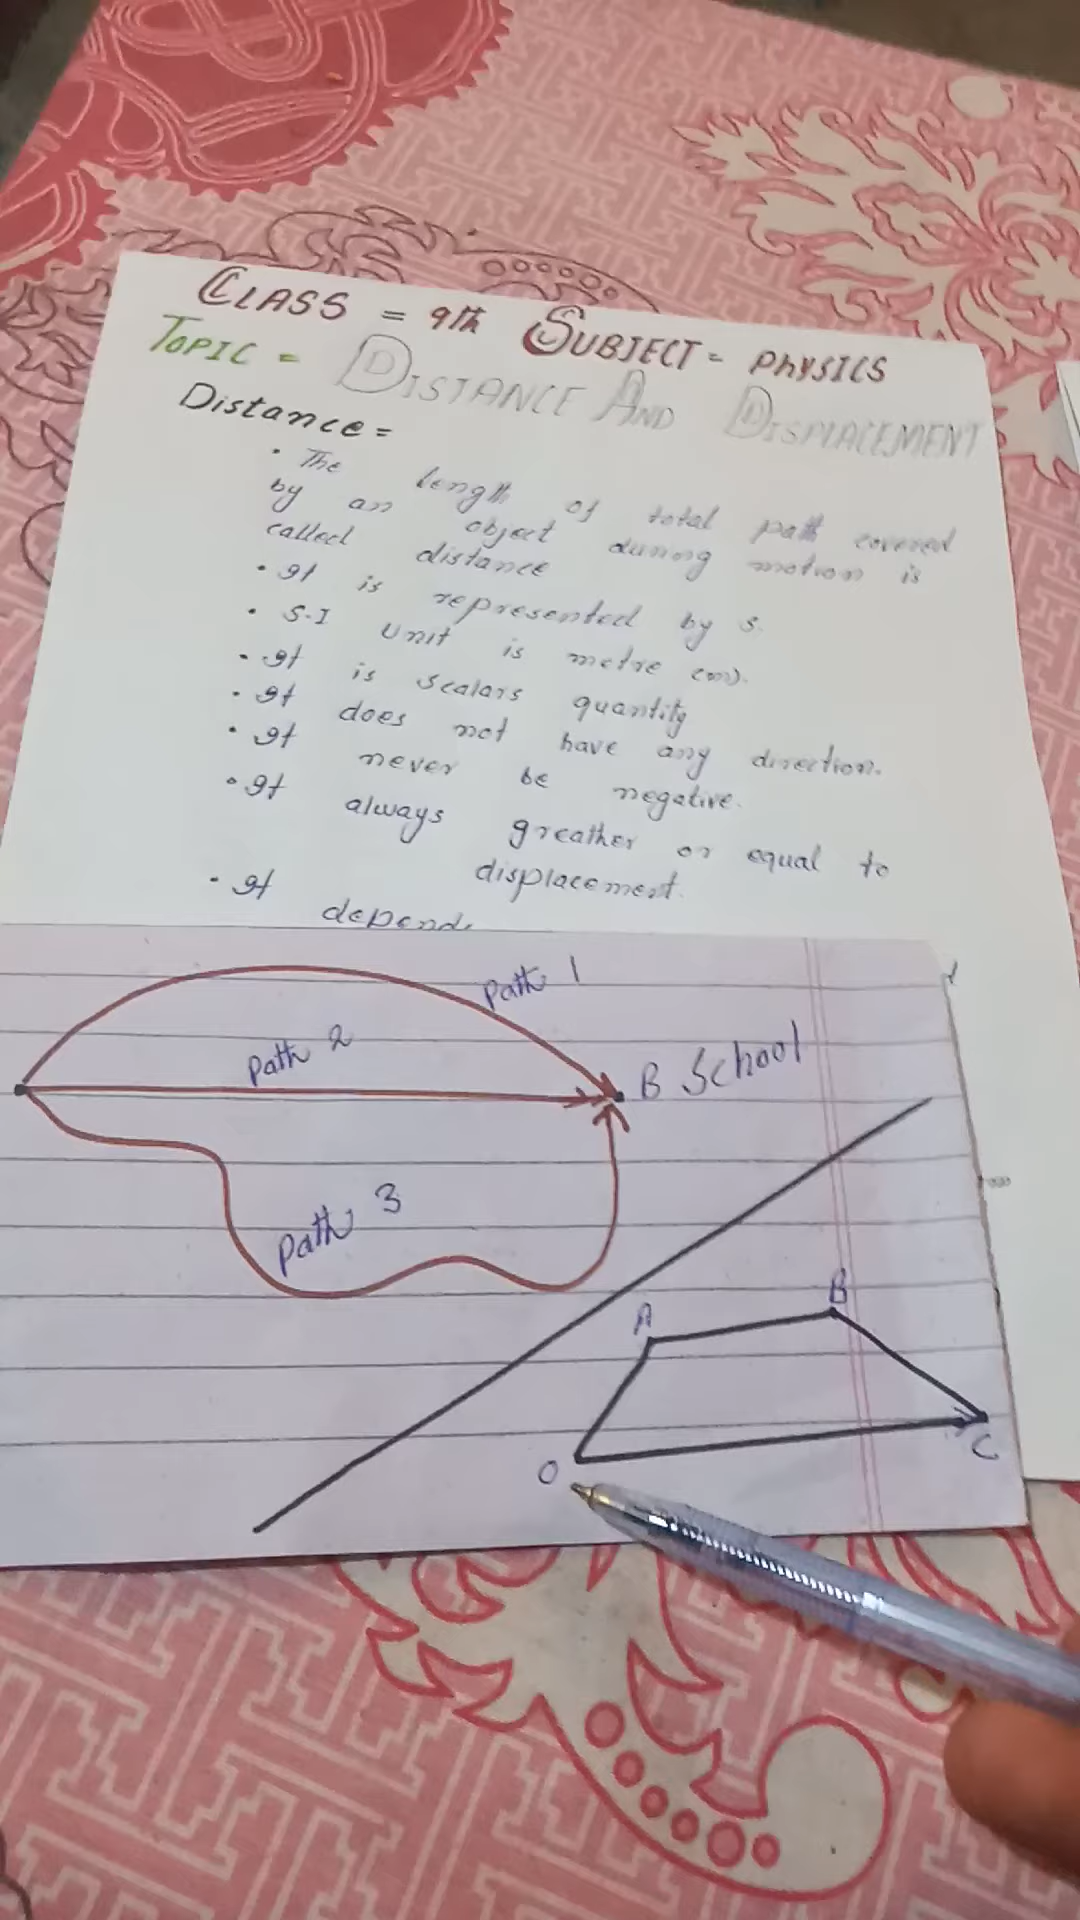 CLASS = 9th SUBJECT = PHYSICS
TOPIC = DISTANCE AND DISPLACEMENT
Distance =
• The length of total path covered
by an object during motion is
called distance
• It is represented by s.
• S.I Unit is metre (m).
• It is scalars quantity
• It does not have any direction.
• It never be negative.
• It always greather or equal to
displacement.
• It depend
Path 1
Path 2
B School
Path 3
A
B
O
C